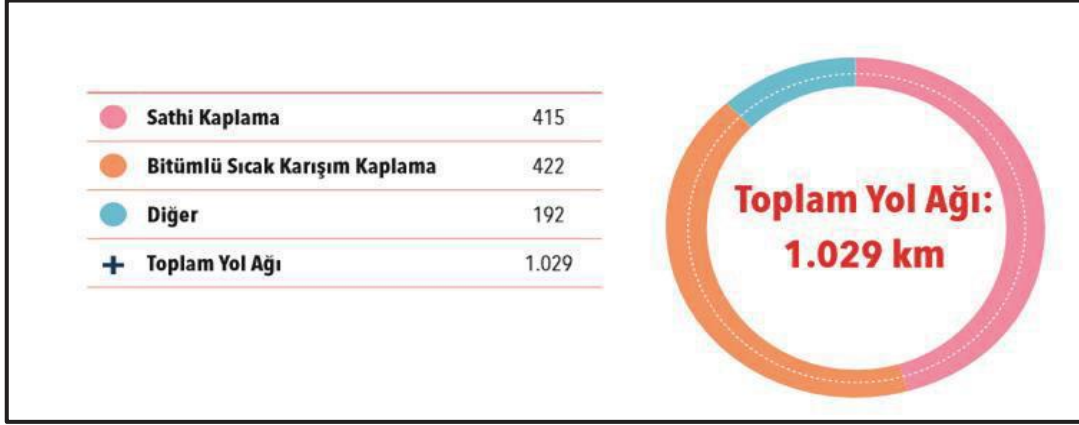 Sathi Kaplama 415
Bitümlü Sıcak Karışım Kaplama 422
Diğer 192
Toplam Yol Ağı 1.029
Toplam Yol Ağı:
1.029 km